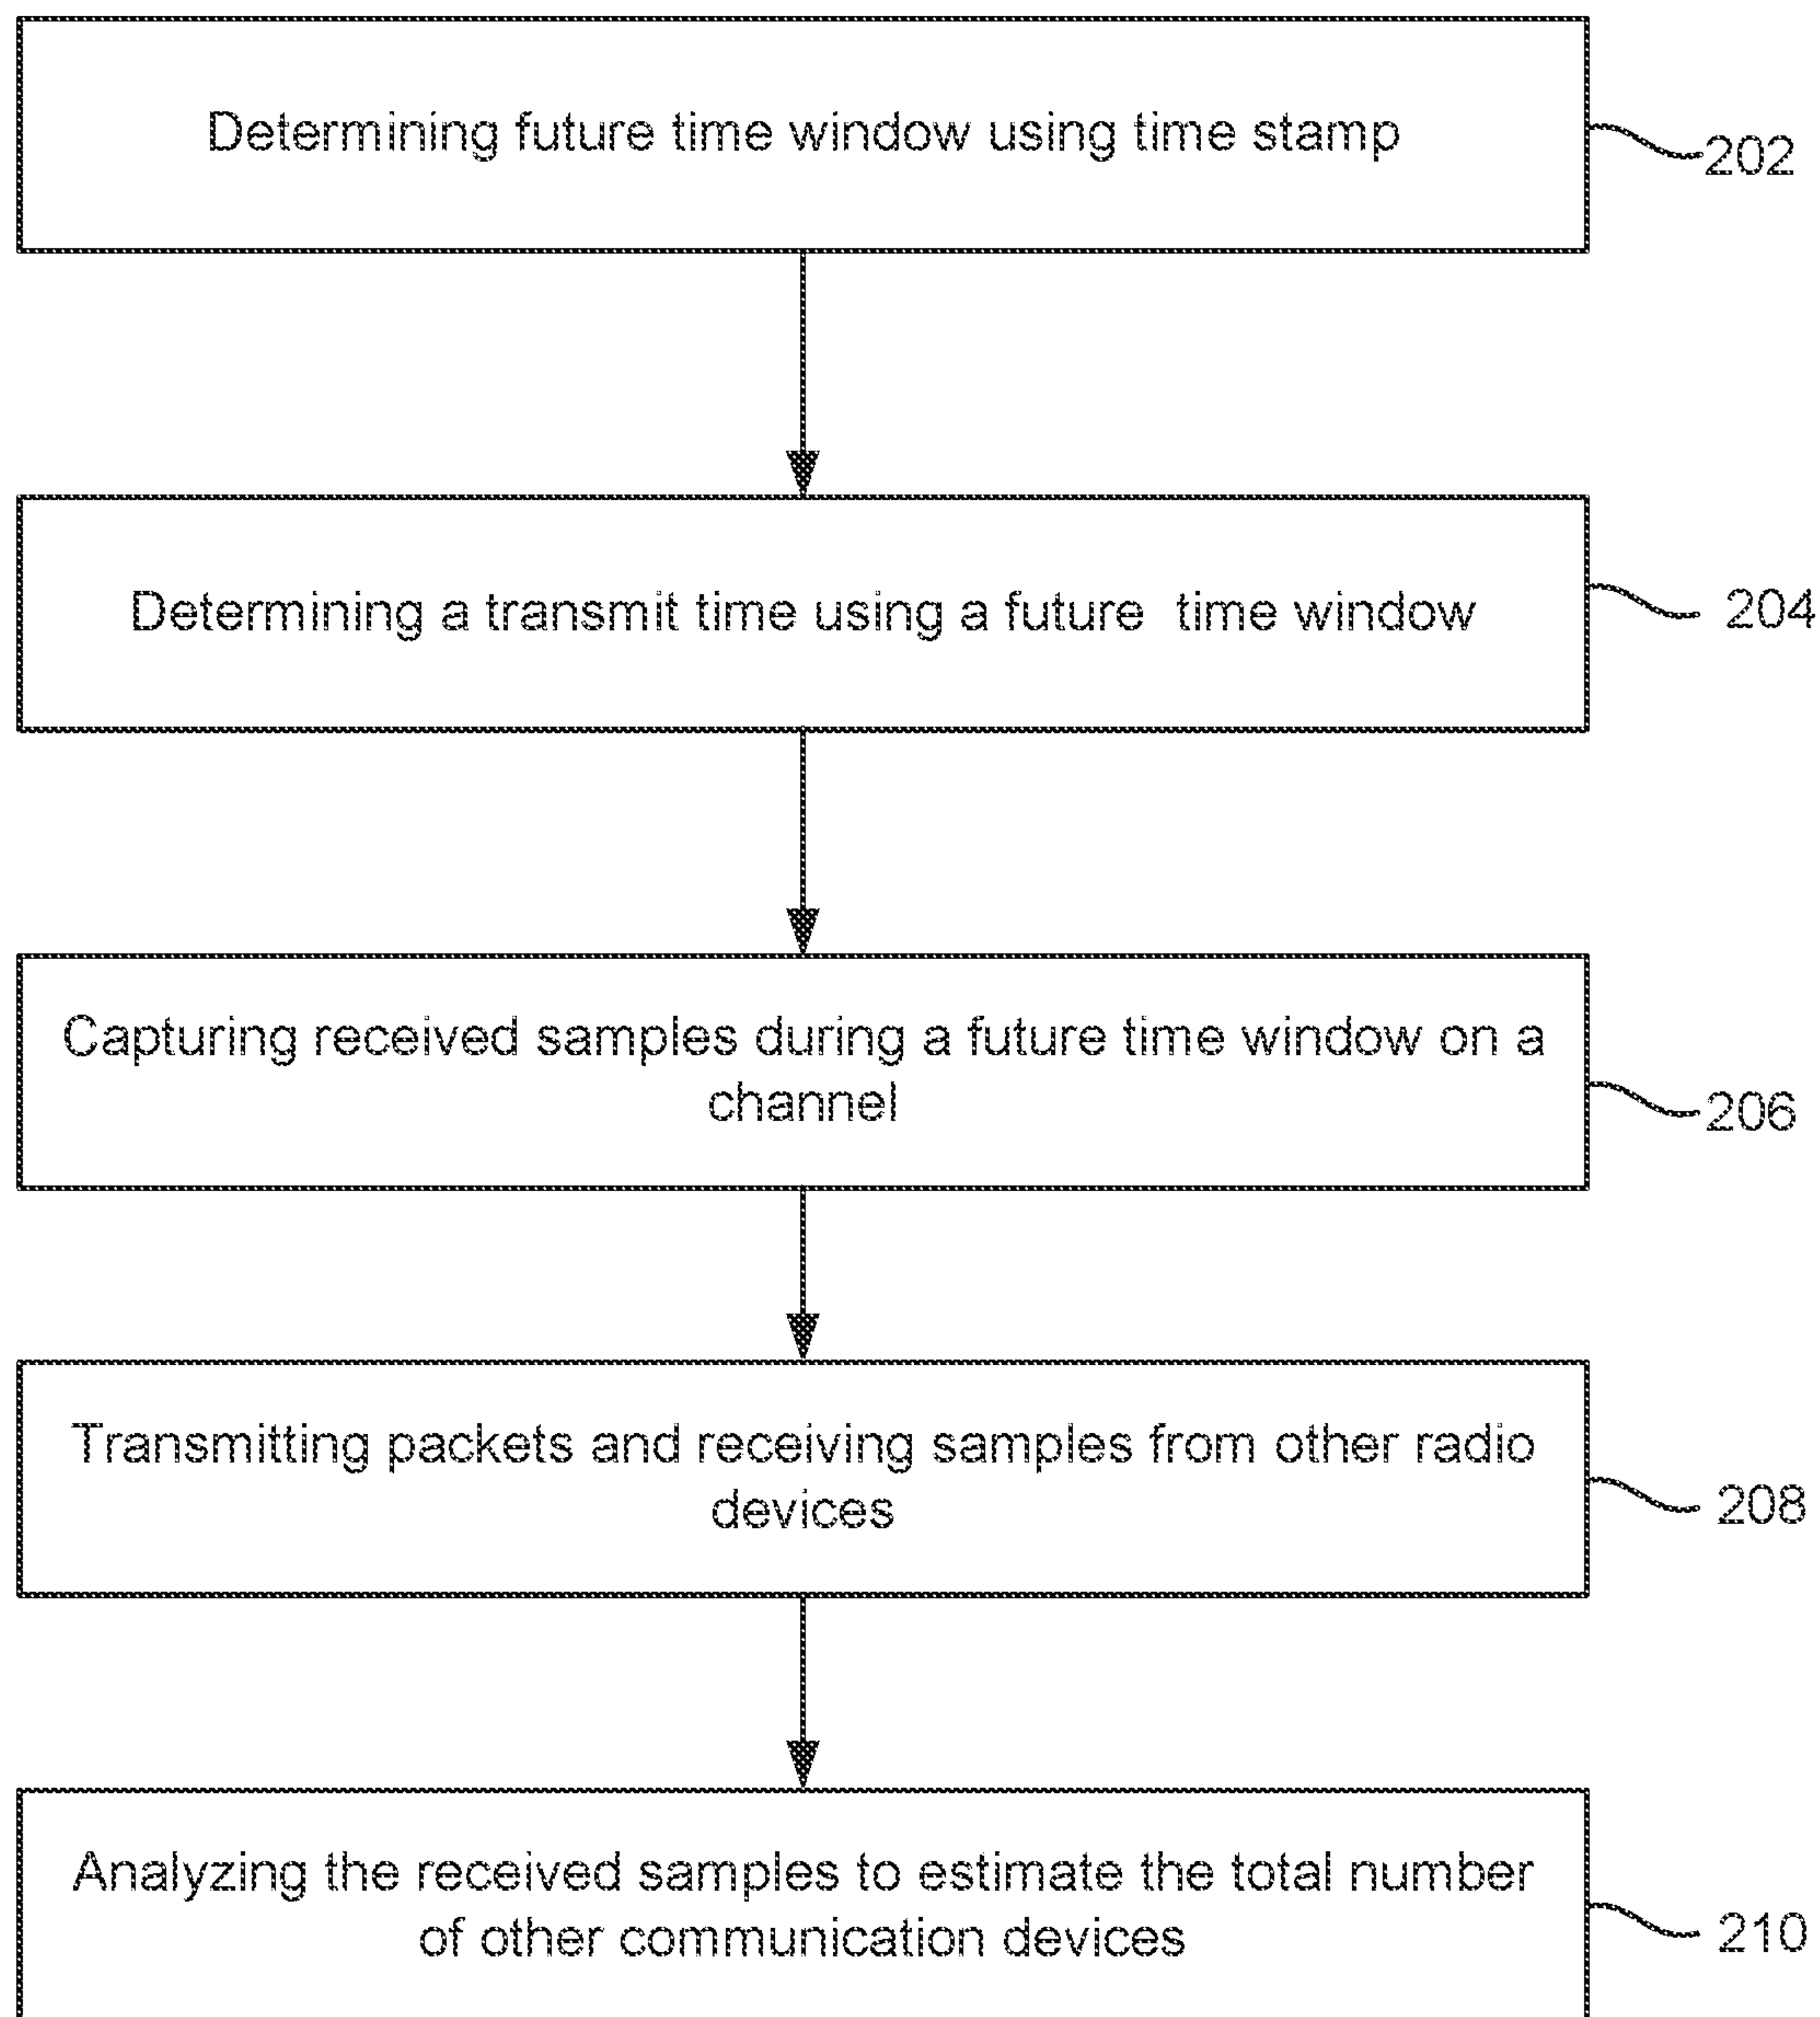 Determining future time window using time stamp
202
Determining a transmit time using a future time window
204
Capturing received samples during a future time window on a
channel
206
Transmitting packets and receiving samples from other radio
devices
208
Analyzing the received samples to estimate the total number
of other communication devices
210